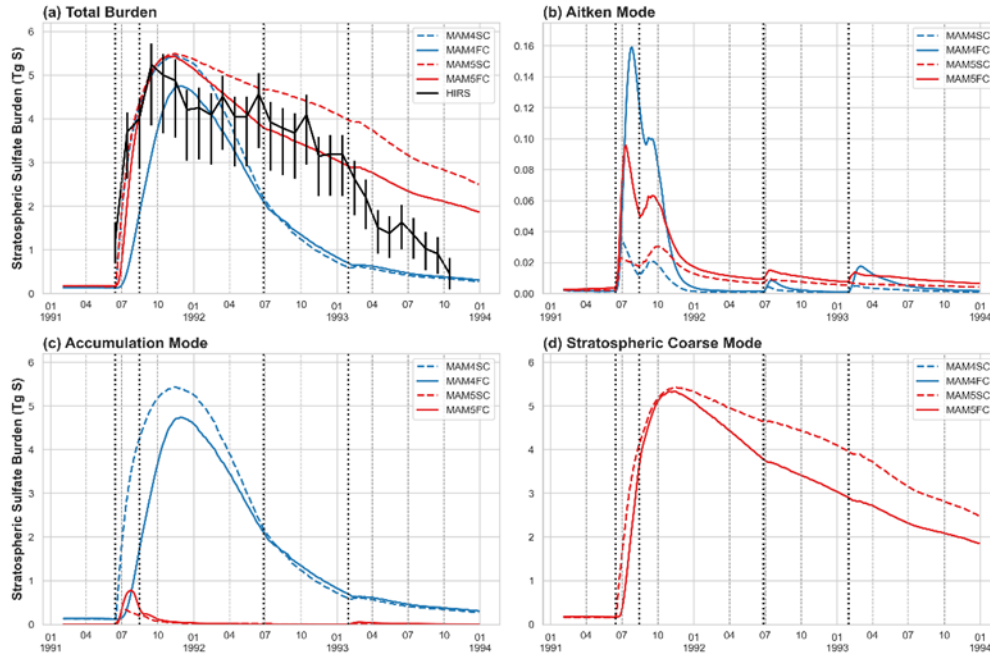 (a) Total Burden
Stratospheric Sulfate Burden (Tg S)
6
5
4
3
2
1
0
MAM4SC
MAM4FC
MAM5SC
MAM5FC
HIRS
01 04 07 10 01 04 07 10 01 04 07 10 01
1991 1992 1993 1994
(b) Aitken Mode
0.16
0.14
0.12
0.10
0.08
0.06
0.04
0.02
0.00
MAM4SC
MAM4FC
MAM5SC
MAM5FC
01 04 07 10 01 04 07 10 01 04 07 10 01
1991 1992 1993 1994
(c) Accumulation Mode
Stratospheric Sulfate Burden (Tg S)
6
5
4
3
2
1
0
MAM4SC
MAM4FC
MAM5SC
MAM5FC
01 04 07 10 01 04 07 10 01 04 07 10 01
1991 1992 1993 1994
(d) Stratospheric Coarse Mode
6
5
4
3
2
1
0
MAM4SC
MAM4FC
MAM5SC
MAM5FC
01 04 07 10 01 04 07 10 01 04 07 10 01
1991 1992 1993 1994